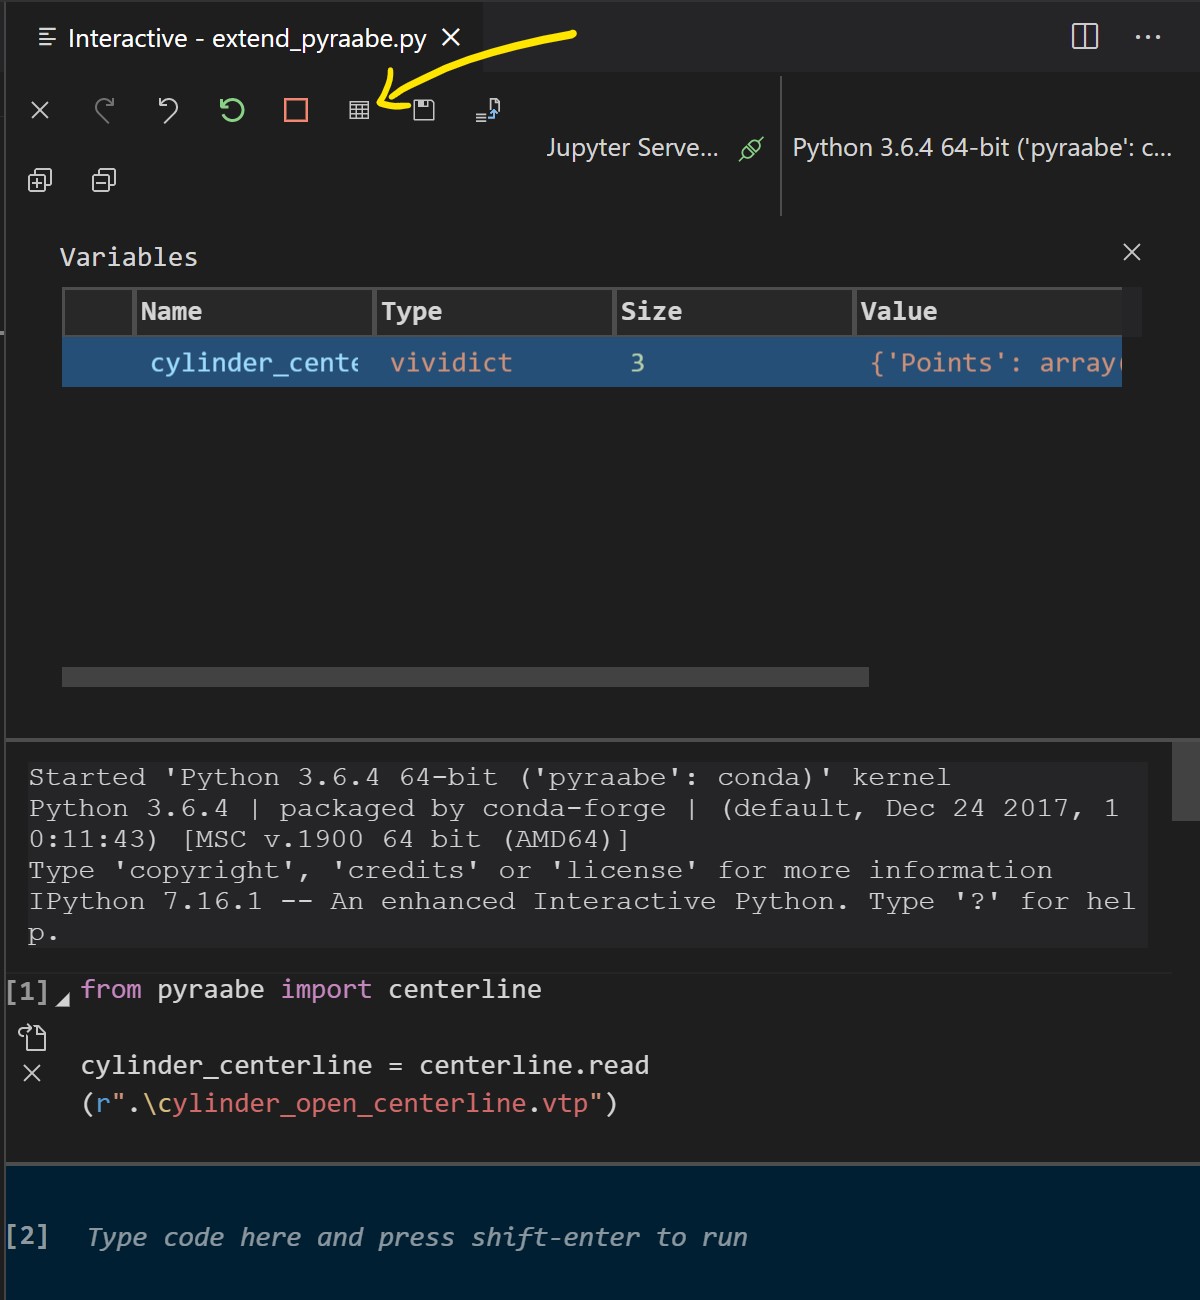 Interactive - extend_pyraabe.py
Jupyter Serve... Python 3.6.4 64-bit ('pyraabe': c...
Variables
Name Type Size Value
cylinder_cente vividict 3 {'Points': array(
Started 'Python 3.6.4 64-bit ('pyraabe': conda)' kernel
Python 3.6.4 | packaged by conda-forge | (default, Dec 24 2017, 1
0:11:43) [MSC v.1900 64 bit (AMD64)]
Type 'copyright', 'credits' or 'license' for more information
IPython 7.16.1 -- An enhanced Interactive Python. Type '?' for hel
p.
[1] from pyraabe import centerline
cylinder_centerline = centerline.read
(r".\cylinder_open_centerline.vtp")
[2] Type code here and press shift-enter to run